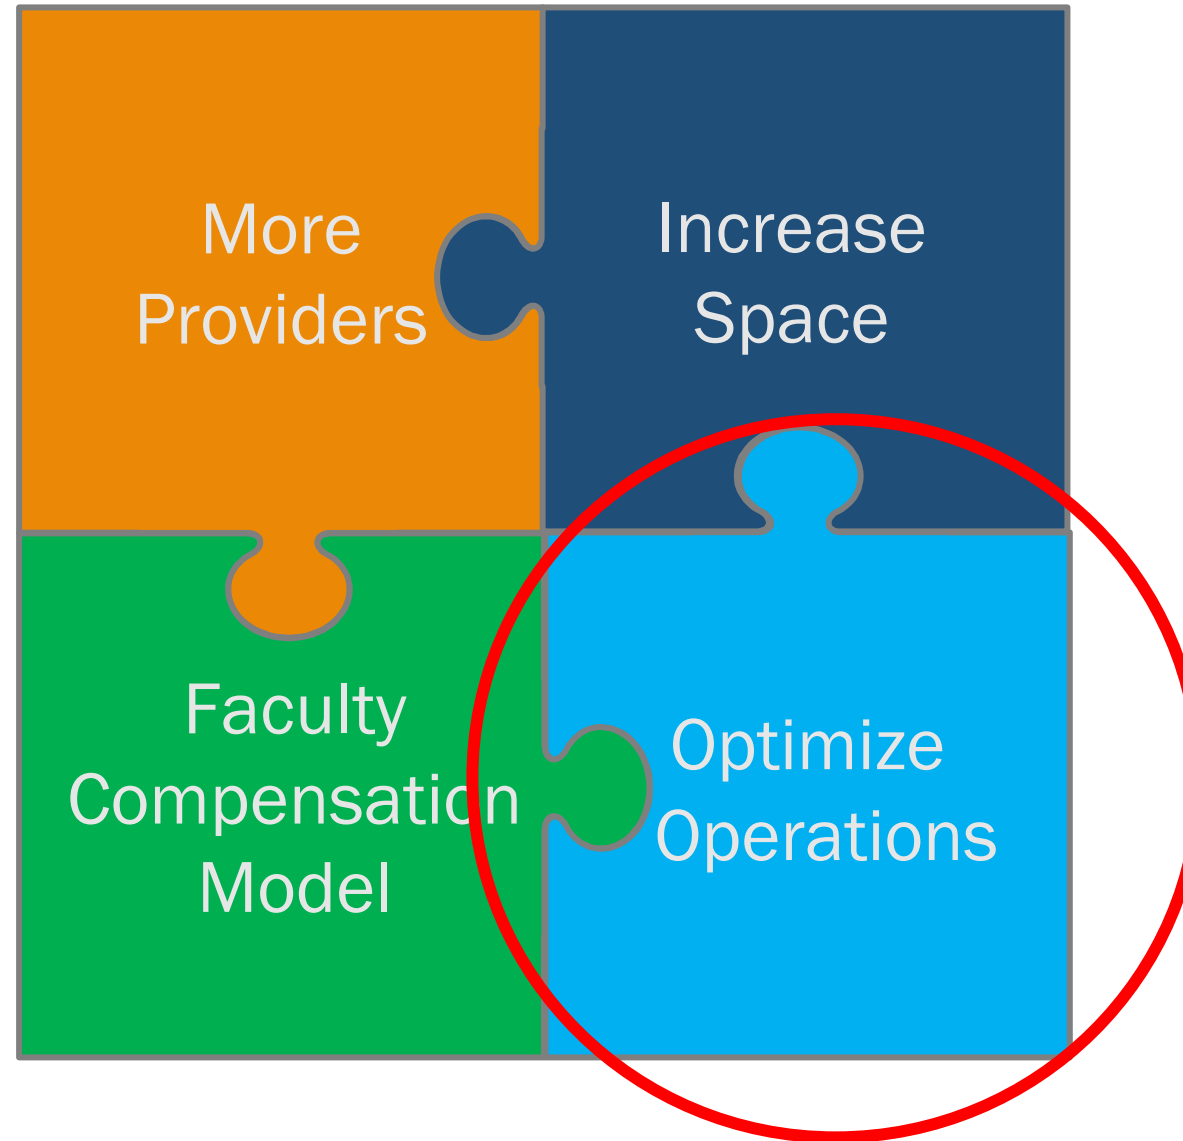 More
Providers
Increase
Space
Faculty
Compensation
Model
Optimize
Operations